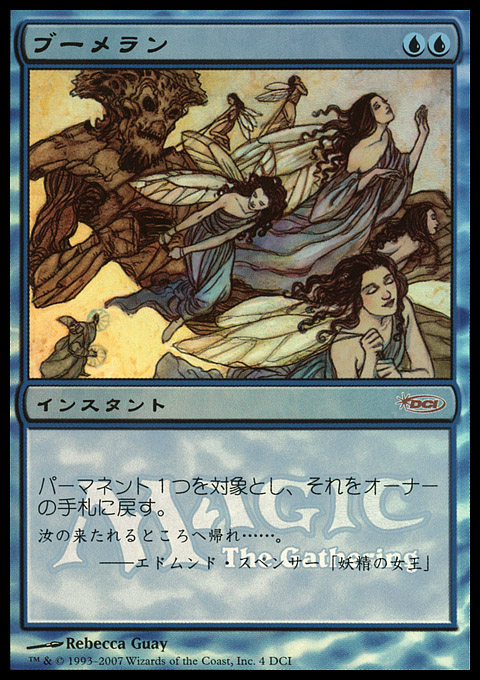 ブーメラン
インスタント
DCI
パーマネント１つを対象とし、それをオーナー
の手札に戻す。
汝の来たれるところへ帰れ……。
――エドムンド・スペンサー「妖精の女王」
MAGIC
The Gathering
Rebecca Guay
™ & © 1993–2007 Wizards of the Coast, Inc. 4 DCI